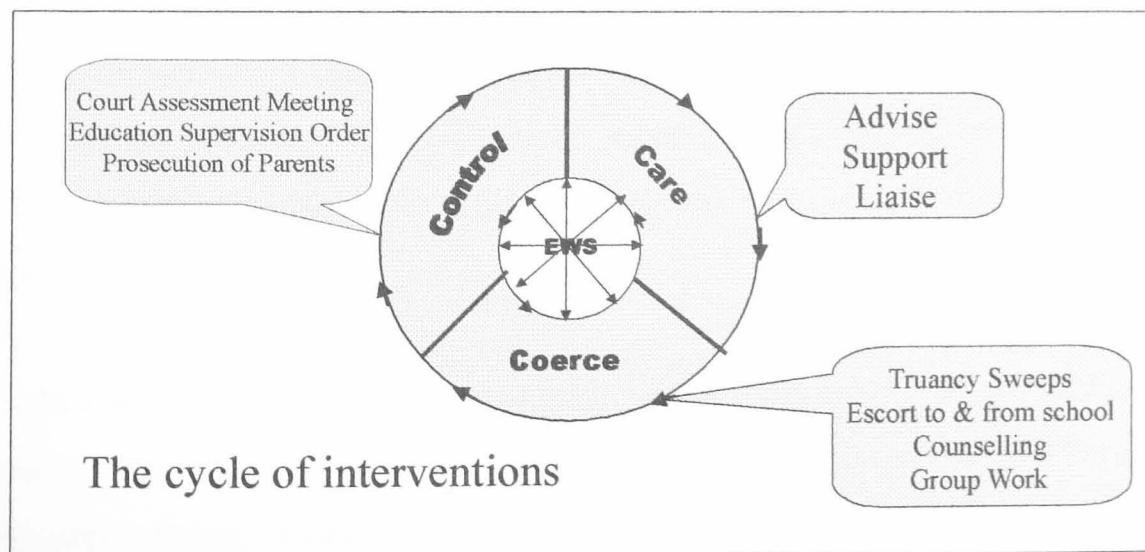 Court Assessment Meeting
Education Supervision Order
Prosecution of Parents
Control
Care
Advise
Support
Liaise
EWS
Coerce
Truancy Sweeps
Escort to & from school
Counselling
Group Work
The cycle of interventions